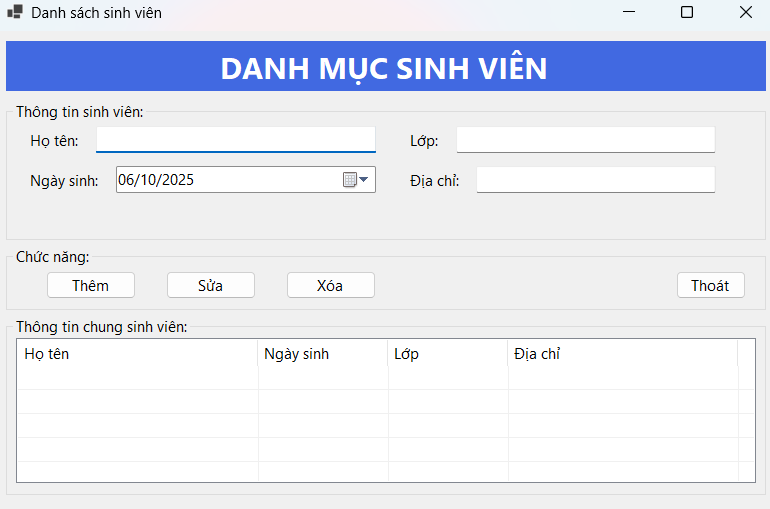 Danh sách sinh viên
DANH MỤC SINH VIÊN
Thông tin sinh viên:
Họ tên:
Lớp:
Ngày sinh: 06/10/2025
Địa chỉ:
Chức năng:
Thêm Sửa Xóa Thoát
Thông tin chung sinh viên:
Họ tên Ngày sinh Lớp Địa chỉ